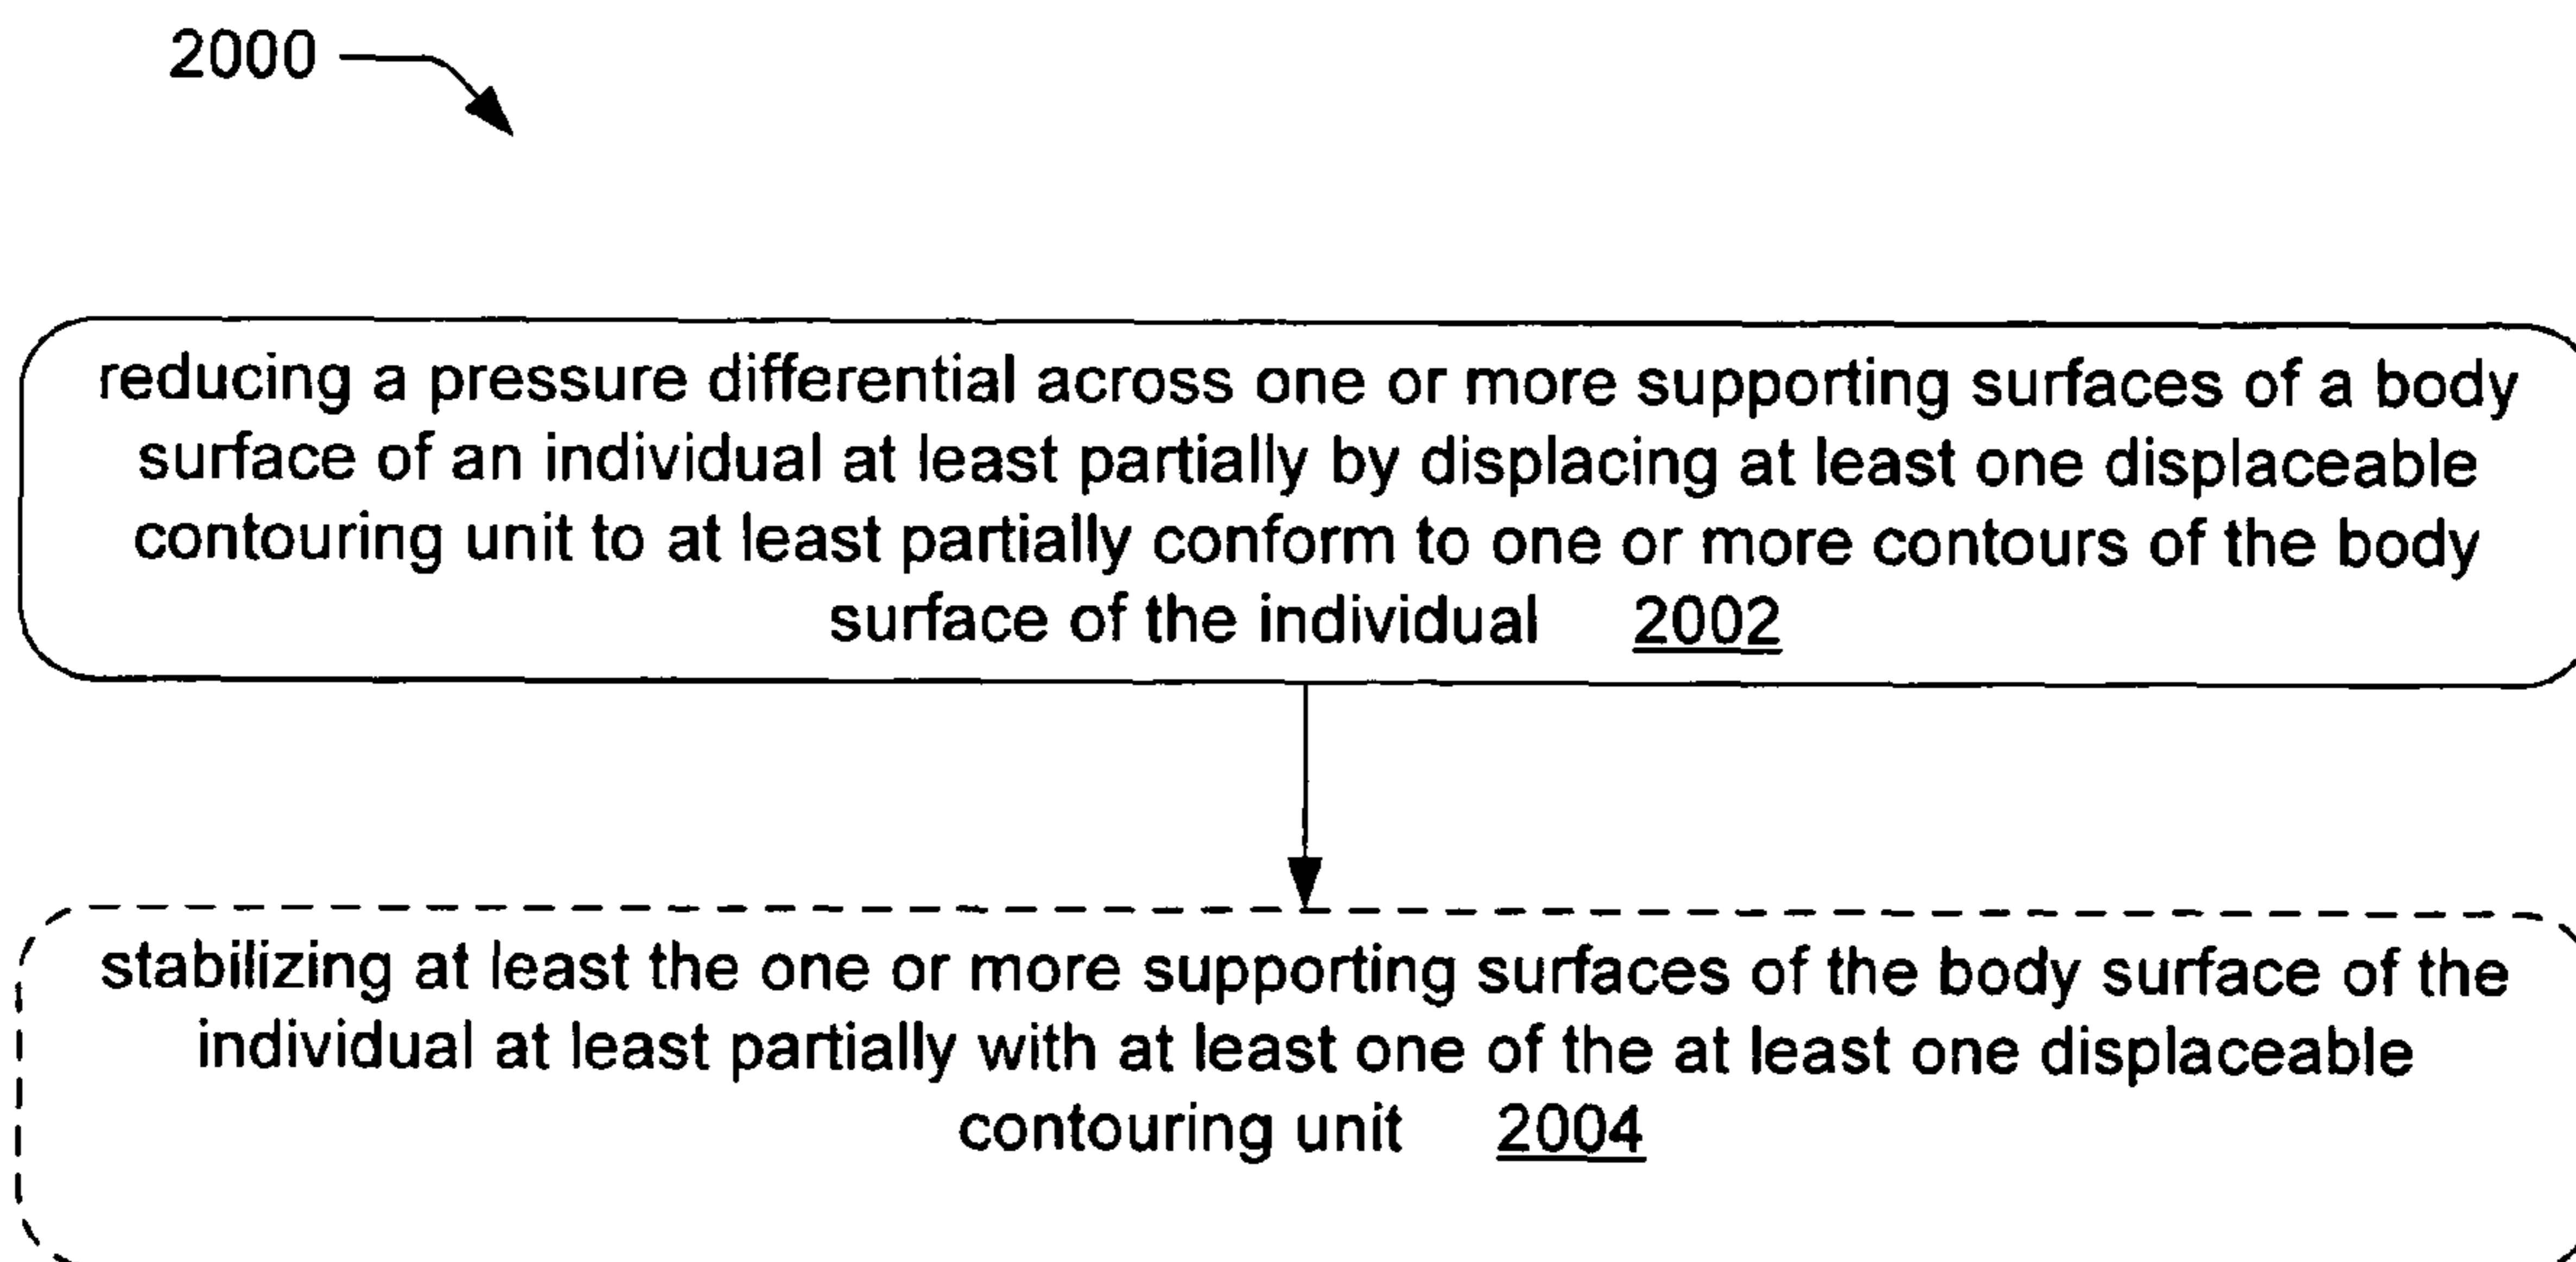 2000
reducing a pressure differential across one or more supporting surfaces of a body
surface of an individual at least partially by displacing at least one displaceable
contouring unit to at least partially conform to one or more contours of the body
surface of the individual 2002
stabilizing at least the one or more supporting surfaces of the body surface of the
individual at least partially with at least one of the at least one displaceable
contouring unit 2004